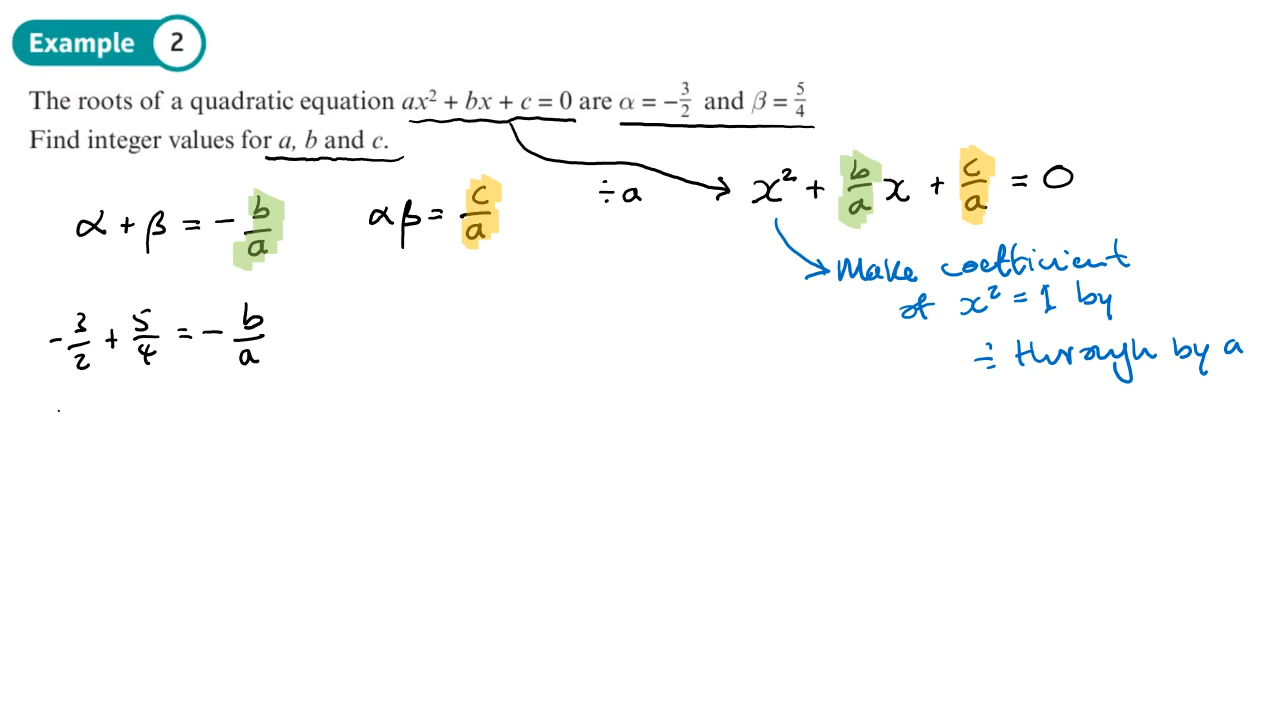 Example 2
The roots of a quadratic equation ax² + bx + c = 0 are α = −3/2 and β = 5/4
Find integer values for a, b and c.
÷a x² + b/a x + c/a = 0
α + β = − b/a αβ = c/a
Make coefficient
of x² = 1 by
÷ through by a
-3/2 + 5/4 = − b/a